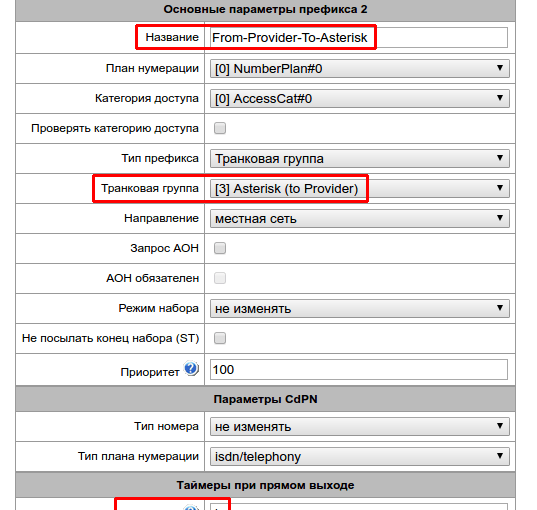 Основные параметры префикса 2
Название From-Provider-To-Asterisk
План нумерации [0] NumberPlan#0
Категория доступа [0] AccessCat#0
Проверять категорию доступа
Тип префикса Транковая группа
Транковая группа [3] Asterisk (to Provider)
Направление местная сеть
Запрос АОН
АОН обязателен
Режим набора не изменять
Не посылать конец набора (ST)
Приоритет 100
Параметры CdPN
Тип номера не изменять
Тип плана нумерации isdn/telephony
Таймеры при прямом выходе